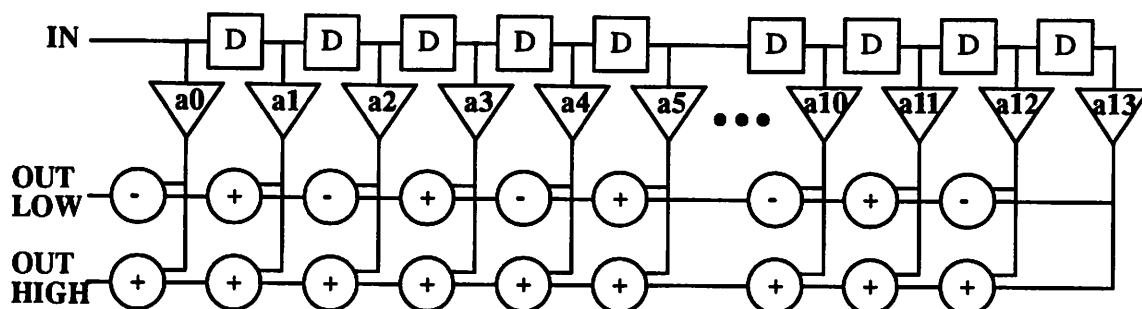 IN D D D D D D D D D
a0 a1 a2 a3 a4 a5 ••• a10 a11 a12 a13
OUT LOW - + - + - + - + -
OUT HIGH + + + + + + + + +